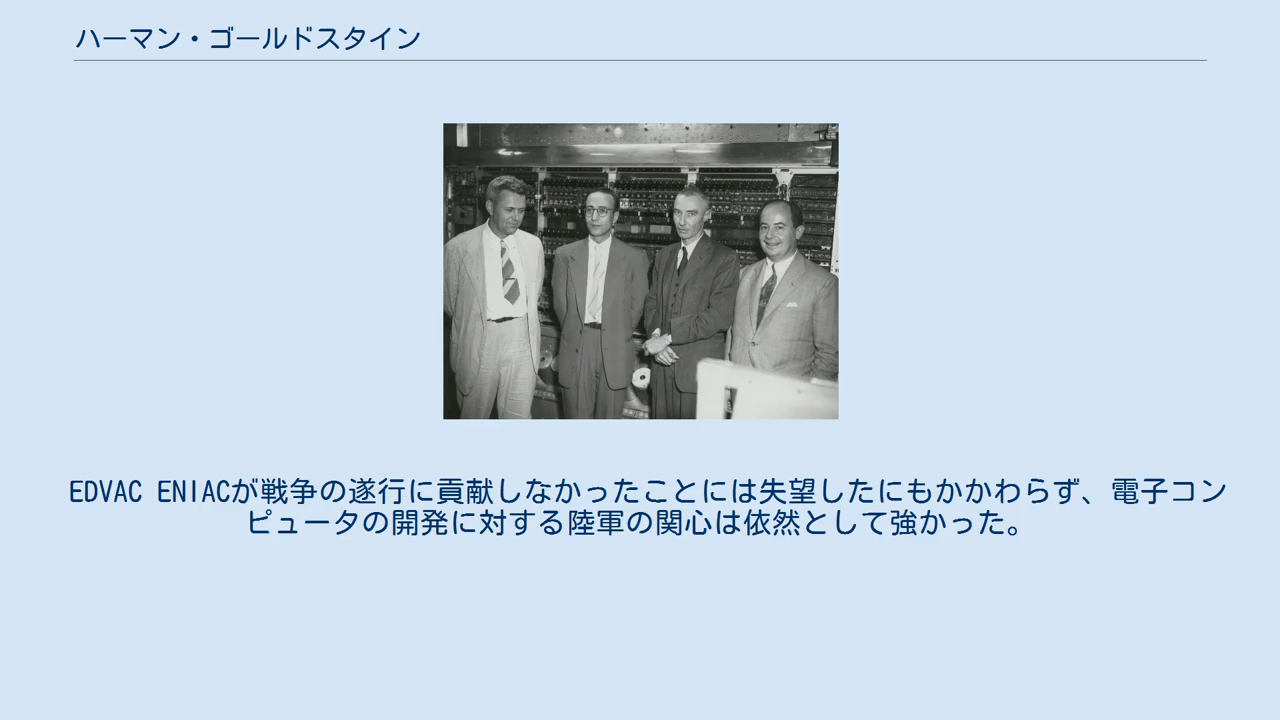 ハーマン・ゴールドスタイン
EDVAC ENIACが戦争の遂行に貢献しなかったことには失望したにもかかわらず、電子コン
ピュータの開発に対する陸軍の関心は依然として強かった。